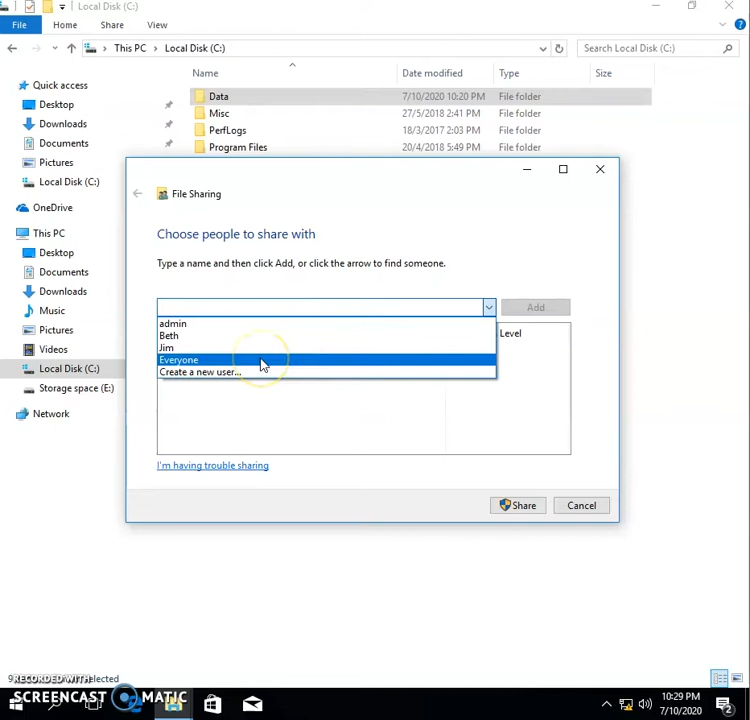 Local Disk (C:)
File Home Share View
This PC Local Disk (C:) Search Local Disk (C:)
Name Date modified Type Size
Quick access
Desktop
Downloads
Documents
Pictures
Local Disk (C:)
OneDrive
This PC
Desktop
Documents
Downloads
Music
Pictures
Videos
Local Disk (C:)
Storage space (E:)
Network
Data 7/10/2020 10:20 PM File folder
Misc 27/5/2018 2:41 PM File folder
PerfLogs 18/3/2017 2:03 PM File folder
Program Files 20/4/2018 5:49 PM File folder
File Sharing
Choose people to share with
Type a name and then click Add, or click the arrow to find someone.
Add
admin
Beth
Jim
Everyone
Create a new user...
Level
I'm having trouble sharing
Share Cancel
RECORDED WITH
SCREENCAST MATIC
10:29 PM
7/10/2020
2